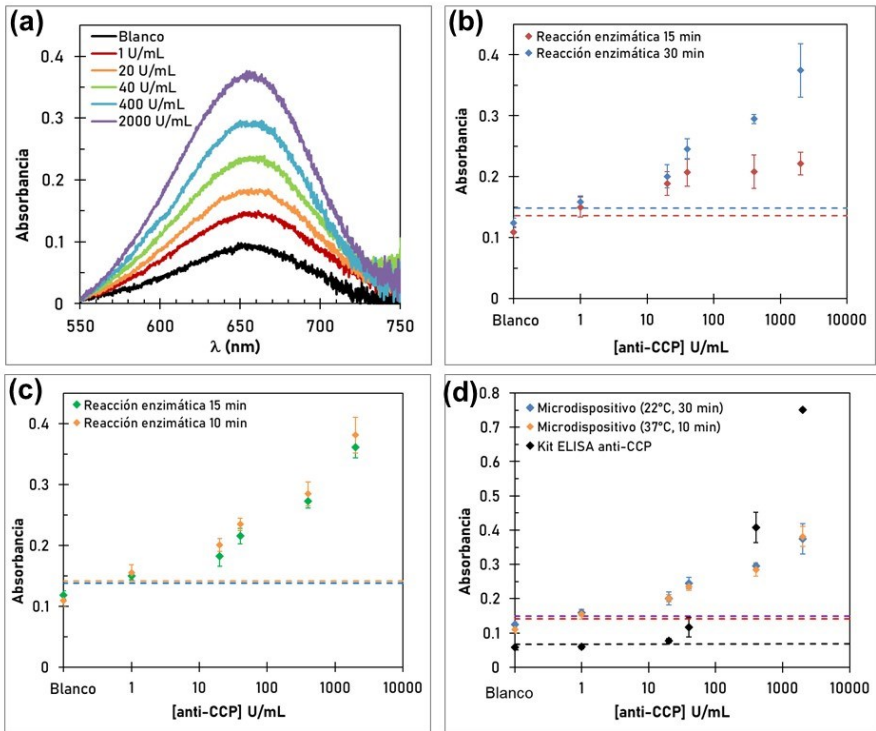 (a)
Blanco
1 U/mL
20 U/mL
40 U/mL
400 U/mL
2000 U/mL
Absorbancia
0.4
0.3
0.2
0.1
0
550
600
650
700
750
λ (nm)
(b)
Reacción enzimática 15 min
Reacción enzimática 30 min
Absorbancia
0.4
0.3
0.2
0.1
0
Blanco
1
10
100
1000
10000
[anti-CCP] U/mL
(c)
Reacción enzimática 15 min
Reacción enzimática 10 min
Absorbancia
0.4
0.3
0.2
0.1
0
Blanco
1
10
100
1000
10000
[anti-CCP] U/mL
(d)
Microdispositivo (22°C, 30 min)
Microdispositivo (37°C, 10 min)
Kit ELISA anti-CCP
Absorbancia
0.8
0.7
0.6
0.5
0.4
0.3
0.2
0.1
0
Blanco
1
10
100
1000
10000
[anti-CCP] U/mL